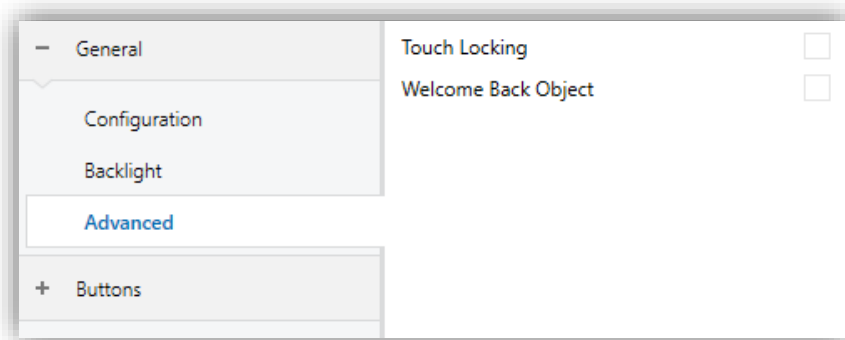 − General
Configuration
Backlight
Advanced
+ Buttons
Touch Locking
Welcome Back Object